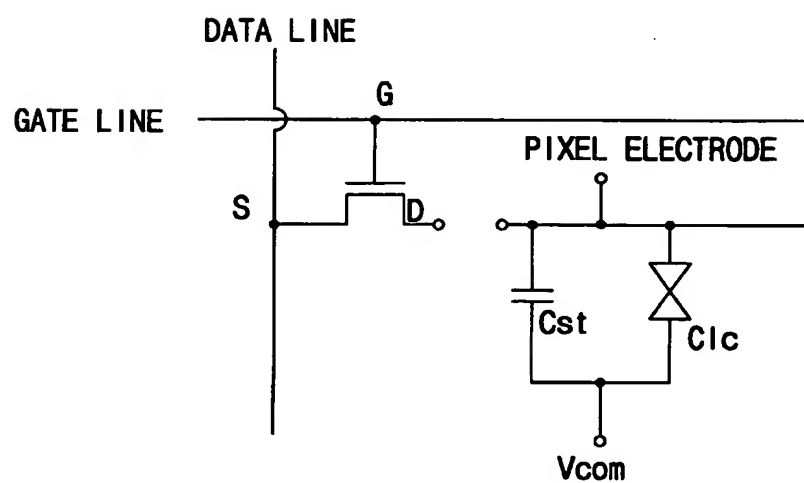 DATA LINE
G
GATE LINE
PIXEL ELECTRODE
S
D
Cst
Clc
Vcom